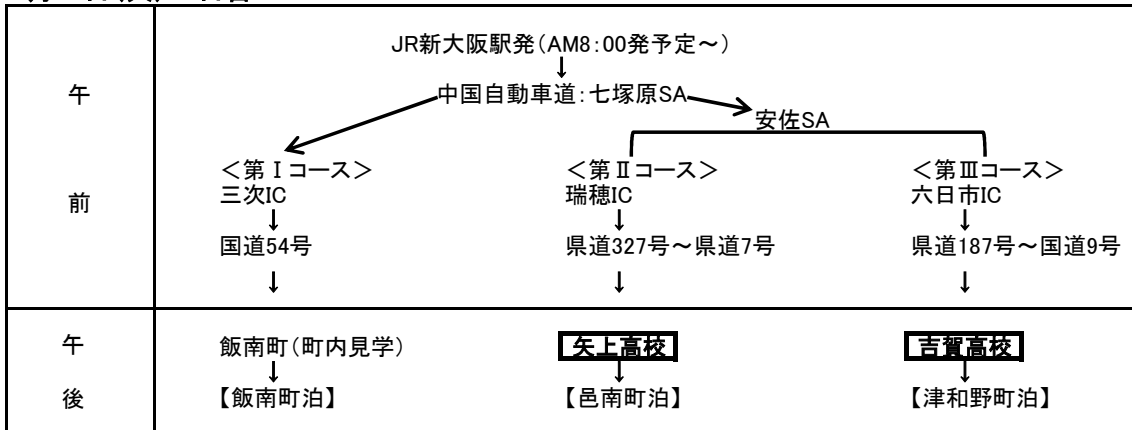 JR新大阪駅発(AM8:00発予定~)
↓
中国自動車道:七塚原SA
安佐SA
午前
<第Ⅰコース> <第Ⅱコース> <第Ⅲコース>
三次IC 瑞穂IC 六日市IC
↓ ↓ ↓
国道54号 県道327号~県道7号 県道187号~国道9号
↓ ↓ ↓
午後
飯南町(町内見学) 矢上高校 吉賀高校
↓ ↓ ↓
【飯南町泊】 【邑南町泊】 【津和野町泊】